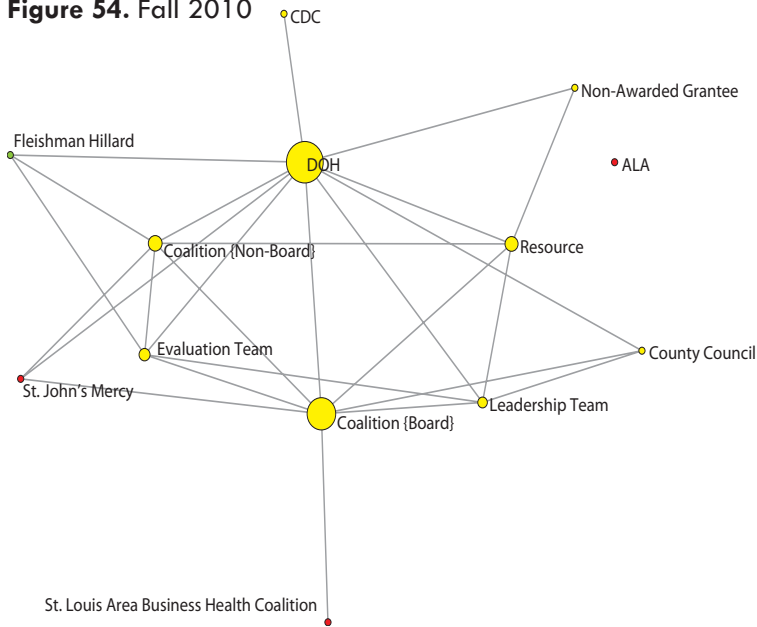 Figure 54. Fall 2010
CDC
Non-Awarded Grantee
Fleishman Hillard
DOH
ALA
Coalition {Non-Board}
Resource
Evaluation Team
County Council
St. John's Mercy
Leadership Team
Coalition {Board}
St. Louis Area Business Health Coalition